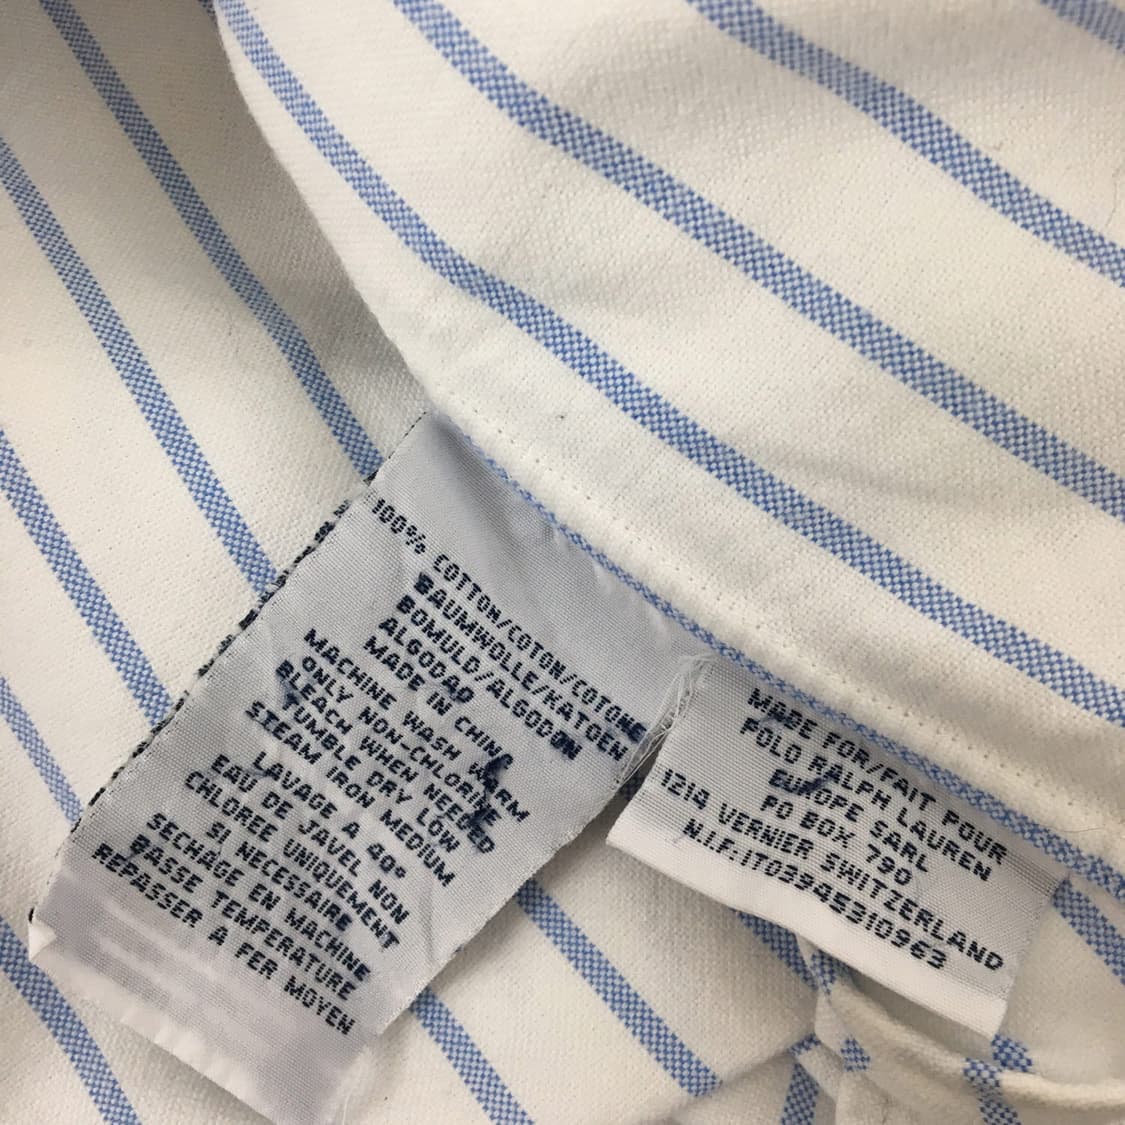 100% COTTON/COTON/COTONE
BAUMWOLLE/KATOEN
BOMULD/ALGODON
ALGODAO
MADE IN CHINA
MACHINE WASH WARM
ONLY NON-CHLORINE
BLEACH WHEN NEEDED
TUMBLE DRY LOW
STEAM IRON MEDIUM
LAVAGE A 40°
EAU DE JAVEL NON
CHLOREE UNIQUEMENT
SI NECESSAIRE
SECHAGE EN MACHINE
BASSE TEMPERATURE
REPASSER A FER MOYEN
MADE FOR/FAIT POUR
POLO RALPH LAUREN
EUROPE SARL
PO BOX 790
1214 VERNIER SWITZERLAND
N.I.F.:IT03945310963